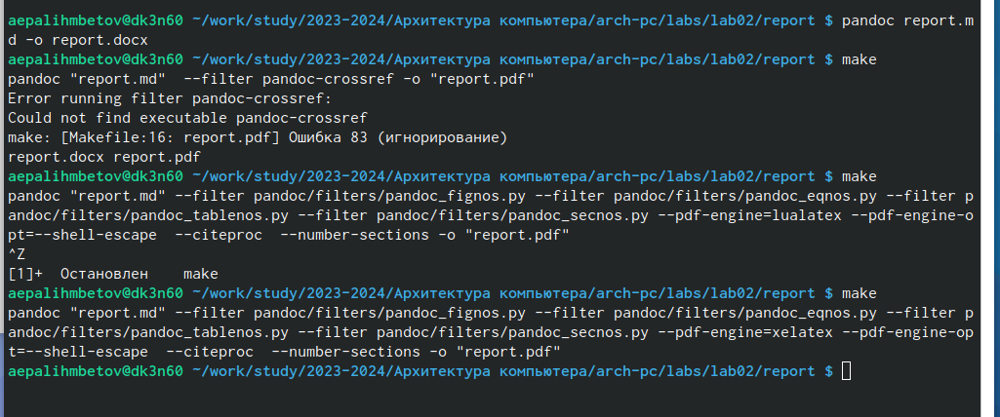 aepalihmbetov@dk3n60 ~/work/study/2023-2024/Архитектура компьютера/arch-pc/labs/lab02/report $ pandoc report.m
d -o report.docx
aepalihmbetov@dk3n60 ~/work/study/2023-2024/Архитектура компьютера/arch-pc/labs/lab02/report $ make
pandoc "report.md"  --filter pandoc-crossref -o "report.pdf"
Error running filter pandoc-crossref:
Could not find executable pandoc-crossref
make: [Makefile:16: report.pdf] Ошибка 83 (игнорирование)
report.docx report.pdf
aepalihmbetov@dk3n60 ~/work/study/2023-2024/Архитектура компьютера/arch-pc/labs/lab02/report $ make
pandoc "report.md" --filter pandoc/filters/pandoc_fignos.py --filter pandoc/filters/pandoc_eqnos.py --filter p
andoc/filters/pandoc_tablenos.py --filter pandoc/filters/pandoc_secnos.py --pdf-engine=lualatex --pdf-engine-o
pt=--shell-escape  --citeproc  --number-sections -o "report.pdf"
^Z
[1]+  Остановлен    make
aepalihmbetov@dk3n60 ~/work/study/2023-2024/Архитектура компьютера/arch-pc/labs/lab02/report $ make
pandoc "report.md" --filter pandoc/filters/pandoc_fignos.py --filter pandoc/filters/pandoc_eqnos.py --filter p
andoc/filters/pandoc_tablenos.py --filter pandoc/filters/pandoc_secnos.py --pdf-engine=xelatex --pdf-engine-op
t=--shell-escape  --citeproc  --number-sections -o "report.pdf"
aepalihmbetov@dk3n60 ~/work/study/2023-2024/Архитектура компьютера/arch-pc/labs/lab02/report $